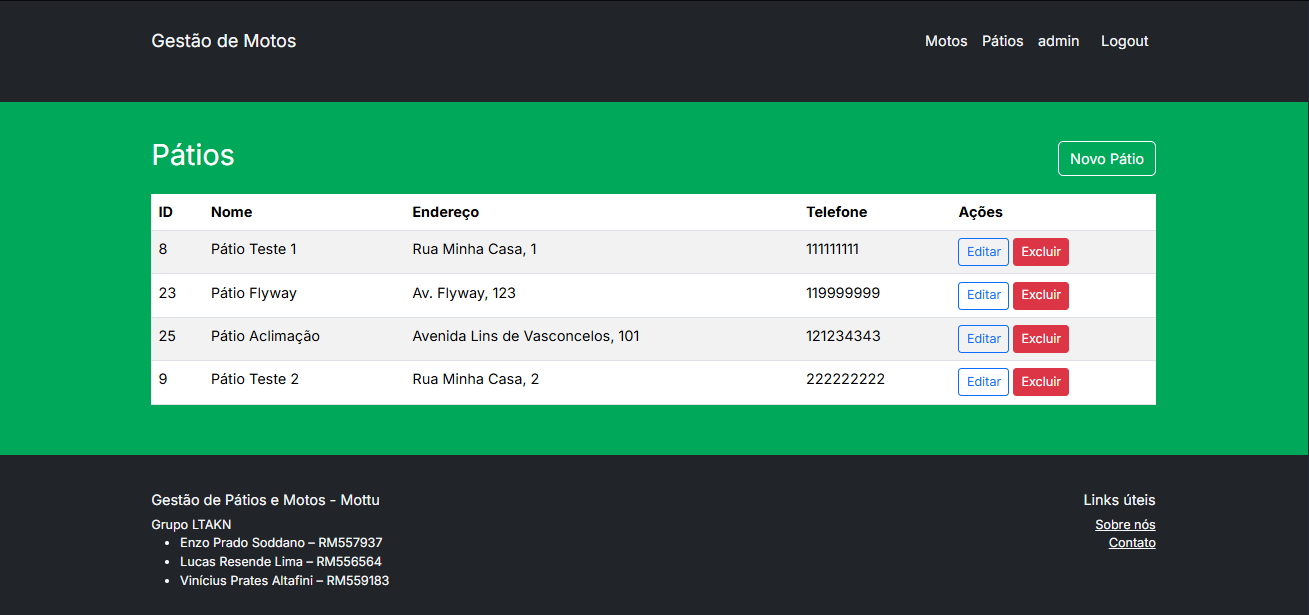 Gestão de Motos Motos Pátios admin Logout
Pátios Novo Pátio
ID Nome Endereço Telefone Ações
8 Pátio Teste 1 Rua Minha Casa, 1 111111111 Editar Excluir
23 Pátio Flyway Av. Flyway, 123 119999999 Editar Excluir
25 Pátio Aclimação Avenida Lins de Vasconcelos, 101 121234343 Editar Excluir
9 Pátio Teste 2 Rua Minha Casa, 2 222222222 Editar Excluir
Gestão de Pátios e Motos - Mottu
Grupo LTAKN
• Enzo Prado Soddano – RM557937
• Lucas Resende Lima – RM556564
• Vinícius Prates Altafini – RM559183
Links úteis
Sobre nós
Contato